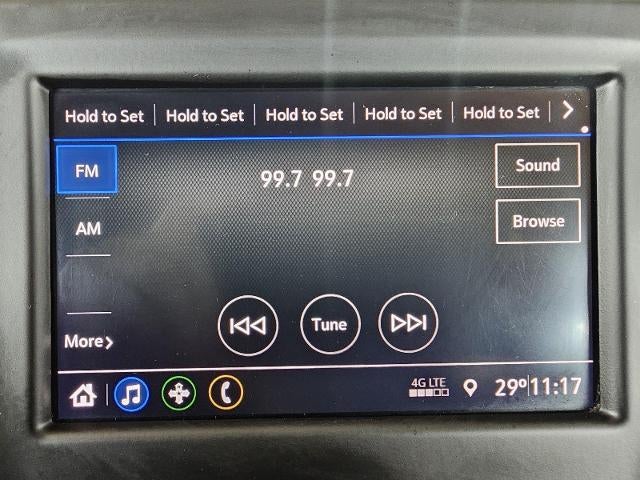 Hold to Set Hold to Set Hold to Set Hold to Set Hold to Set
FM
99.7 99.7
Sound
AM
Browse
Tune
More
4G LTE
29° 11:17